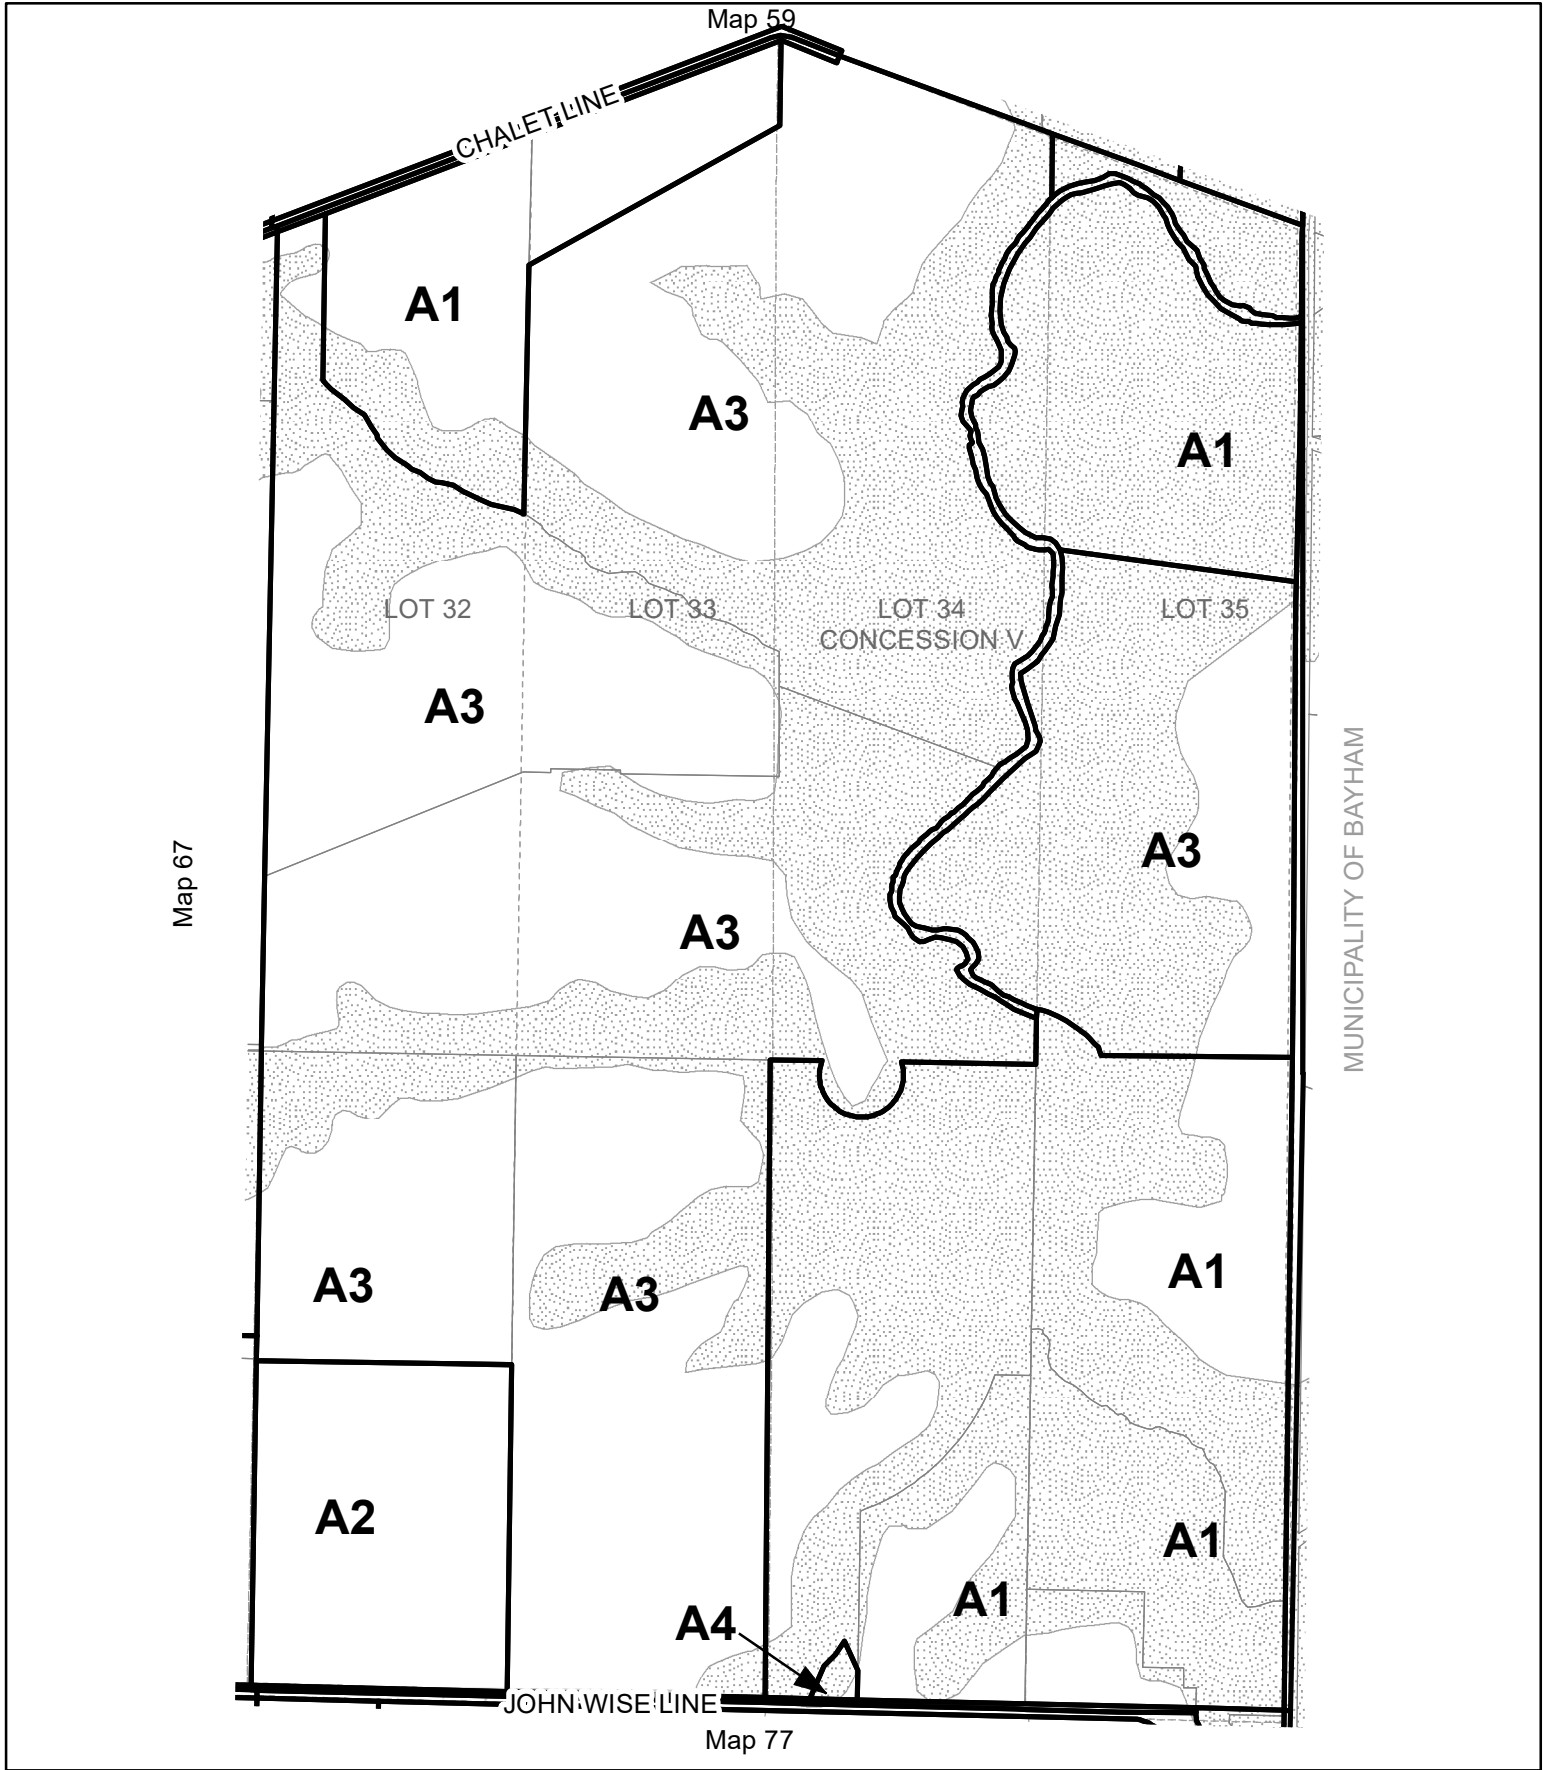 Map 59
CHALET LINE
A1
A3
A1
LOT 32
LOT 33
LOT 34
CONCESSION V
LOT 35
A3
MUNICIPALITY OF BAYHAM
A3
Map 67
A3
A1
A3
A3
A2
A1
A1
A4
JOHN WISE LINE
Map 77